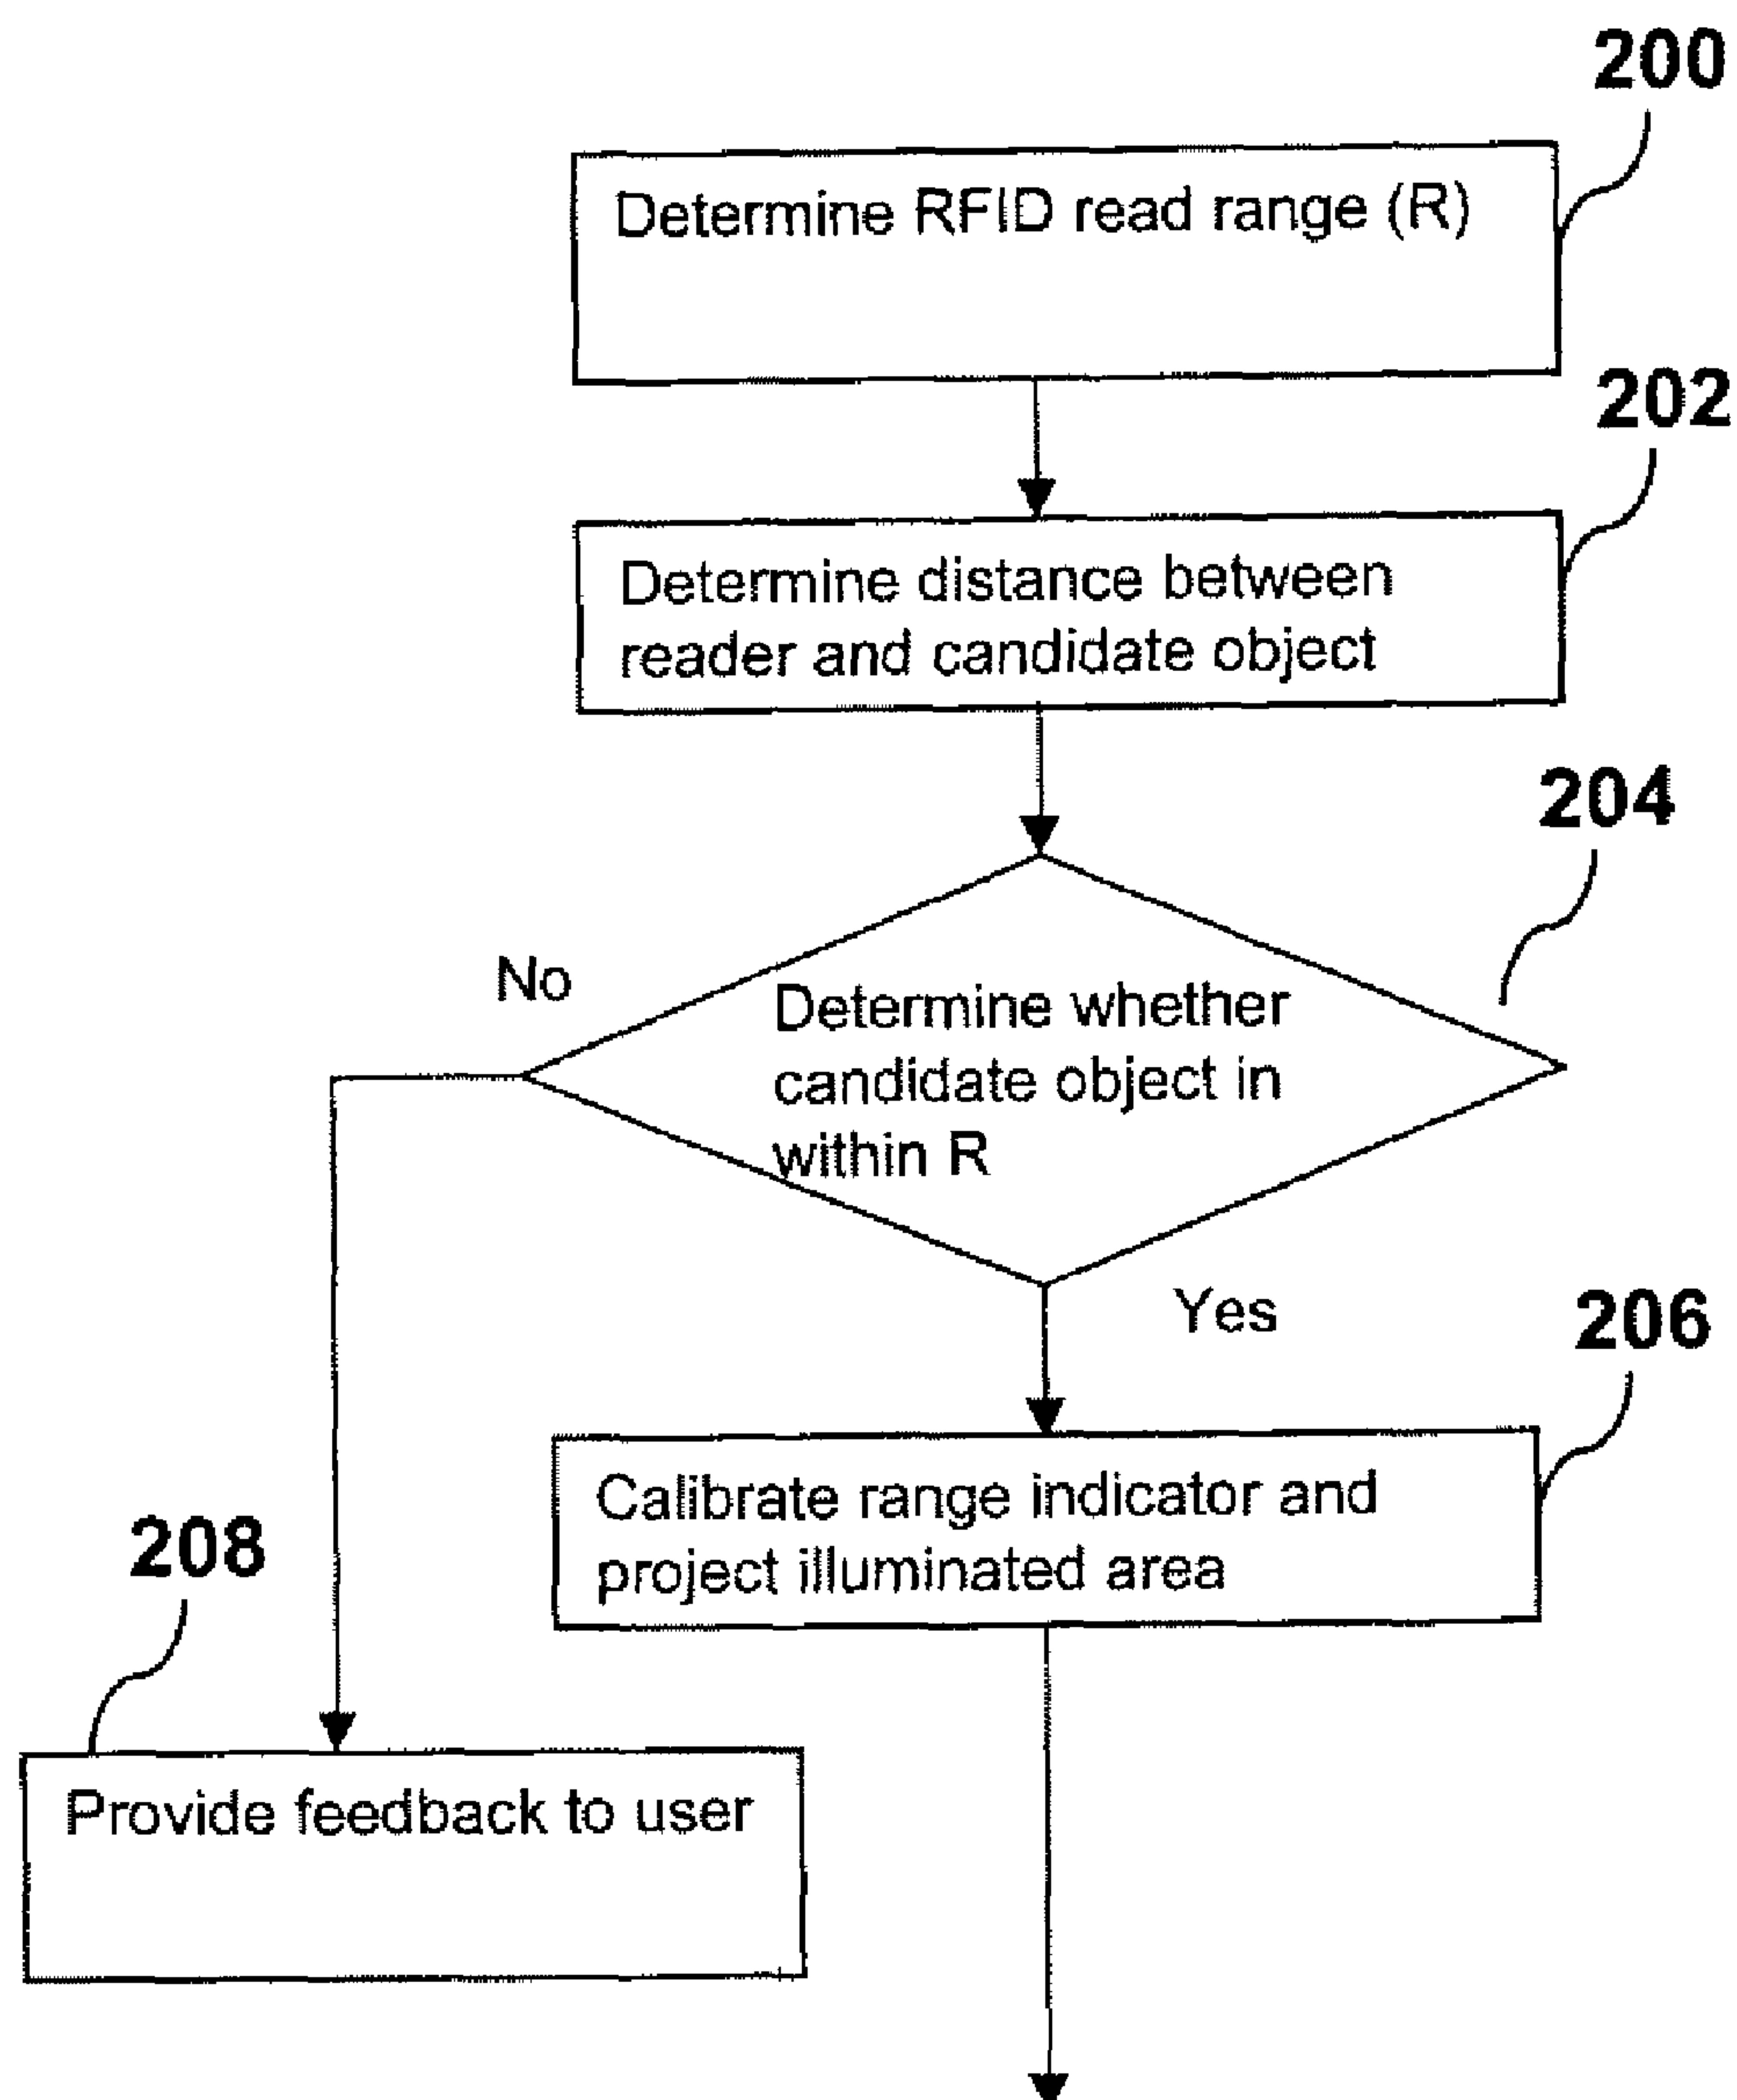 200
Determine RFID read range (R)
202
Determine distance between
reader and candidate object
204
No
Determine whether
candidate object in
within R
Yes
206
Calibrate range indicator and
project illuminated area
208
Provide feedback to user